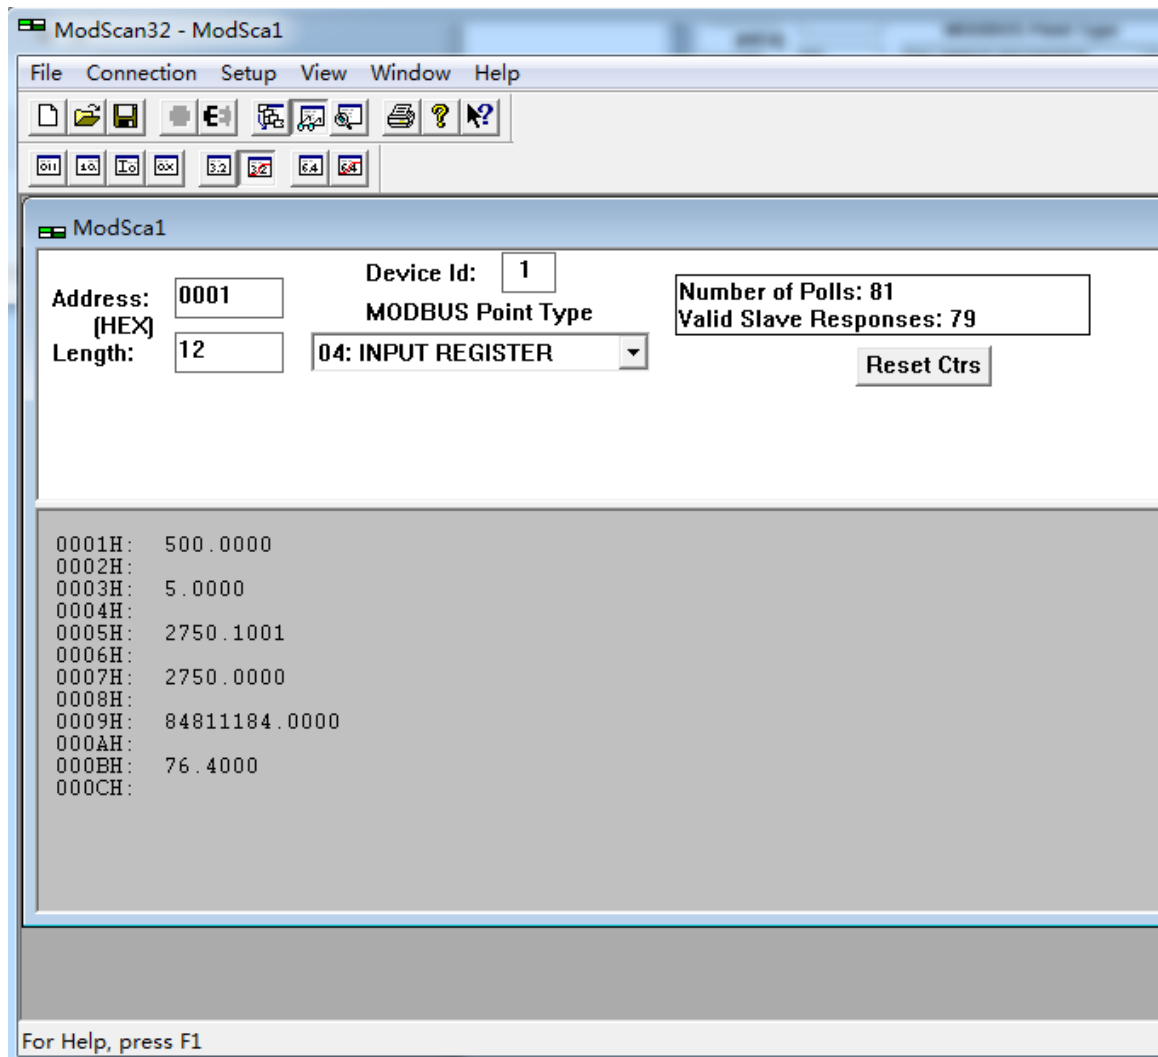 ModScan32 - ModSca1
File Connection Setup View Window Help
ModSca1
Address: 0001
(HEX)
Length: 12
Device Id: 1
MODBUS Point Type
04: INPUT REGISTER
Number of Polls: 81
Valid Slave Responses: 79
Reset Ctrs
0001H: 500.0000
0002H:
0003H: 5.0000
0004H:
0005H: 2750.1001
0006H:
0007H: 2750.0000
0008H:
0009H: 84811184.0000
000AH:
000BH: 76.4000
000CH:
For Help, press F1